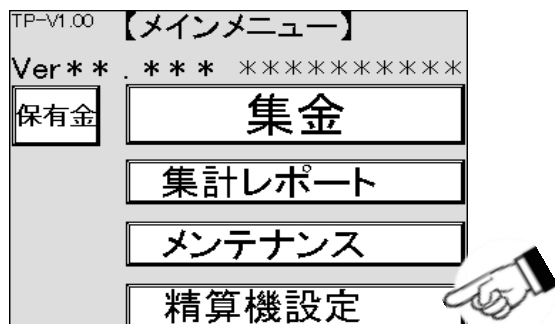 TP-V1.00 【メインメニュー】
Ver**.*** **********
保有金 集金
集計レポート
メンテナンス
精算機設定